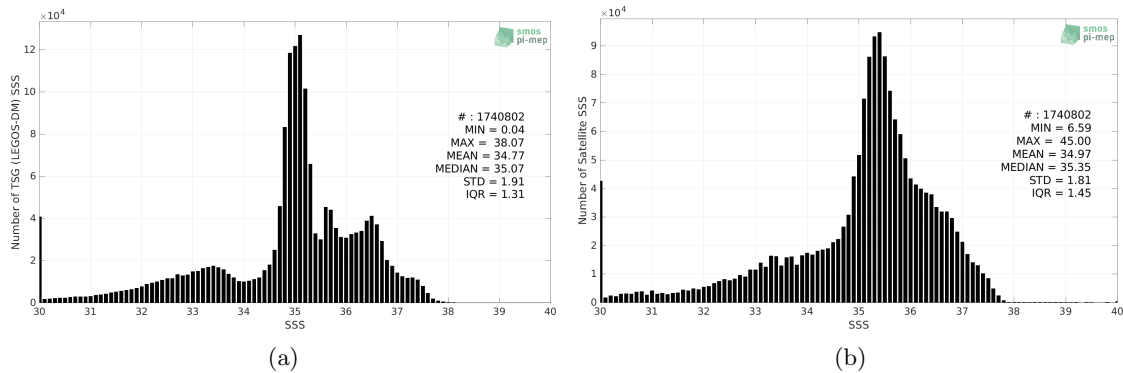 ×10⁴
smos
pi-mep
Number of TSG (LEGOS-DM) SSS
12
10
8
6
4
2
0
# : 1740802
MIN = 0.04
MAX = 38.07
MEAN = 34.77
MEDIAN = 35.07
STD = 1.91
IQR = 1.31
30 31 32 33 34 35 36 37 38 39 40
SSS
(a)
×10⁴
smos
pi-mep
Number of Satellite SSS
9
8
7
6
5
4
3
2
1
0
# : 1740802
MIN = 6.59
MAX = 45.00
MEAN = 34.97
MEDIAN = 35.35
STD = 1.81
IQR = 1.45
30 31 32 33 34 35 36 37 38 39 40
SSS
(b)